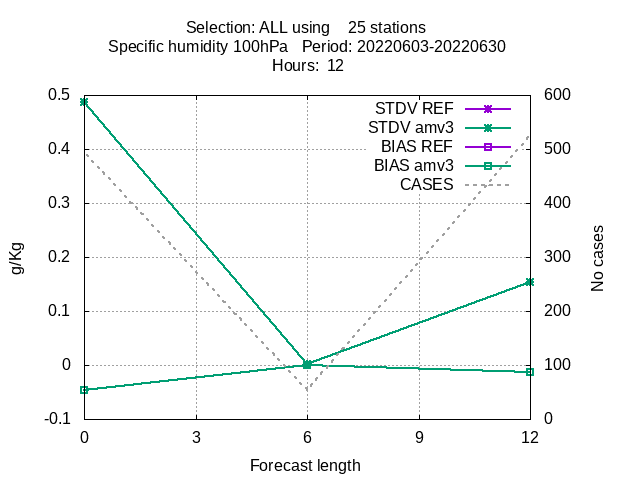 Selection: ALL using 25 stations
Specific humidity 100hPa Period: 20220603-20220630
Hours: 12
STDV REF
STDV amv3
BIAS REF
BIAS amv3
CASES
0.5
0.4
0.3
0.2
0.1
0
-0.1
g/Kg
600
500
400
300
200
100
0
No cases
0 3 6 9 12
Forecast length